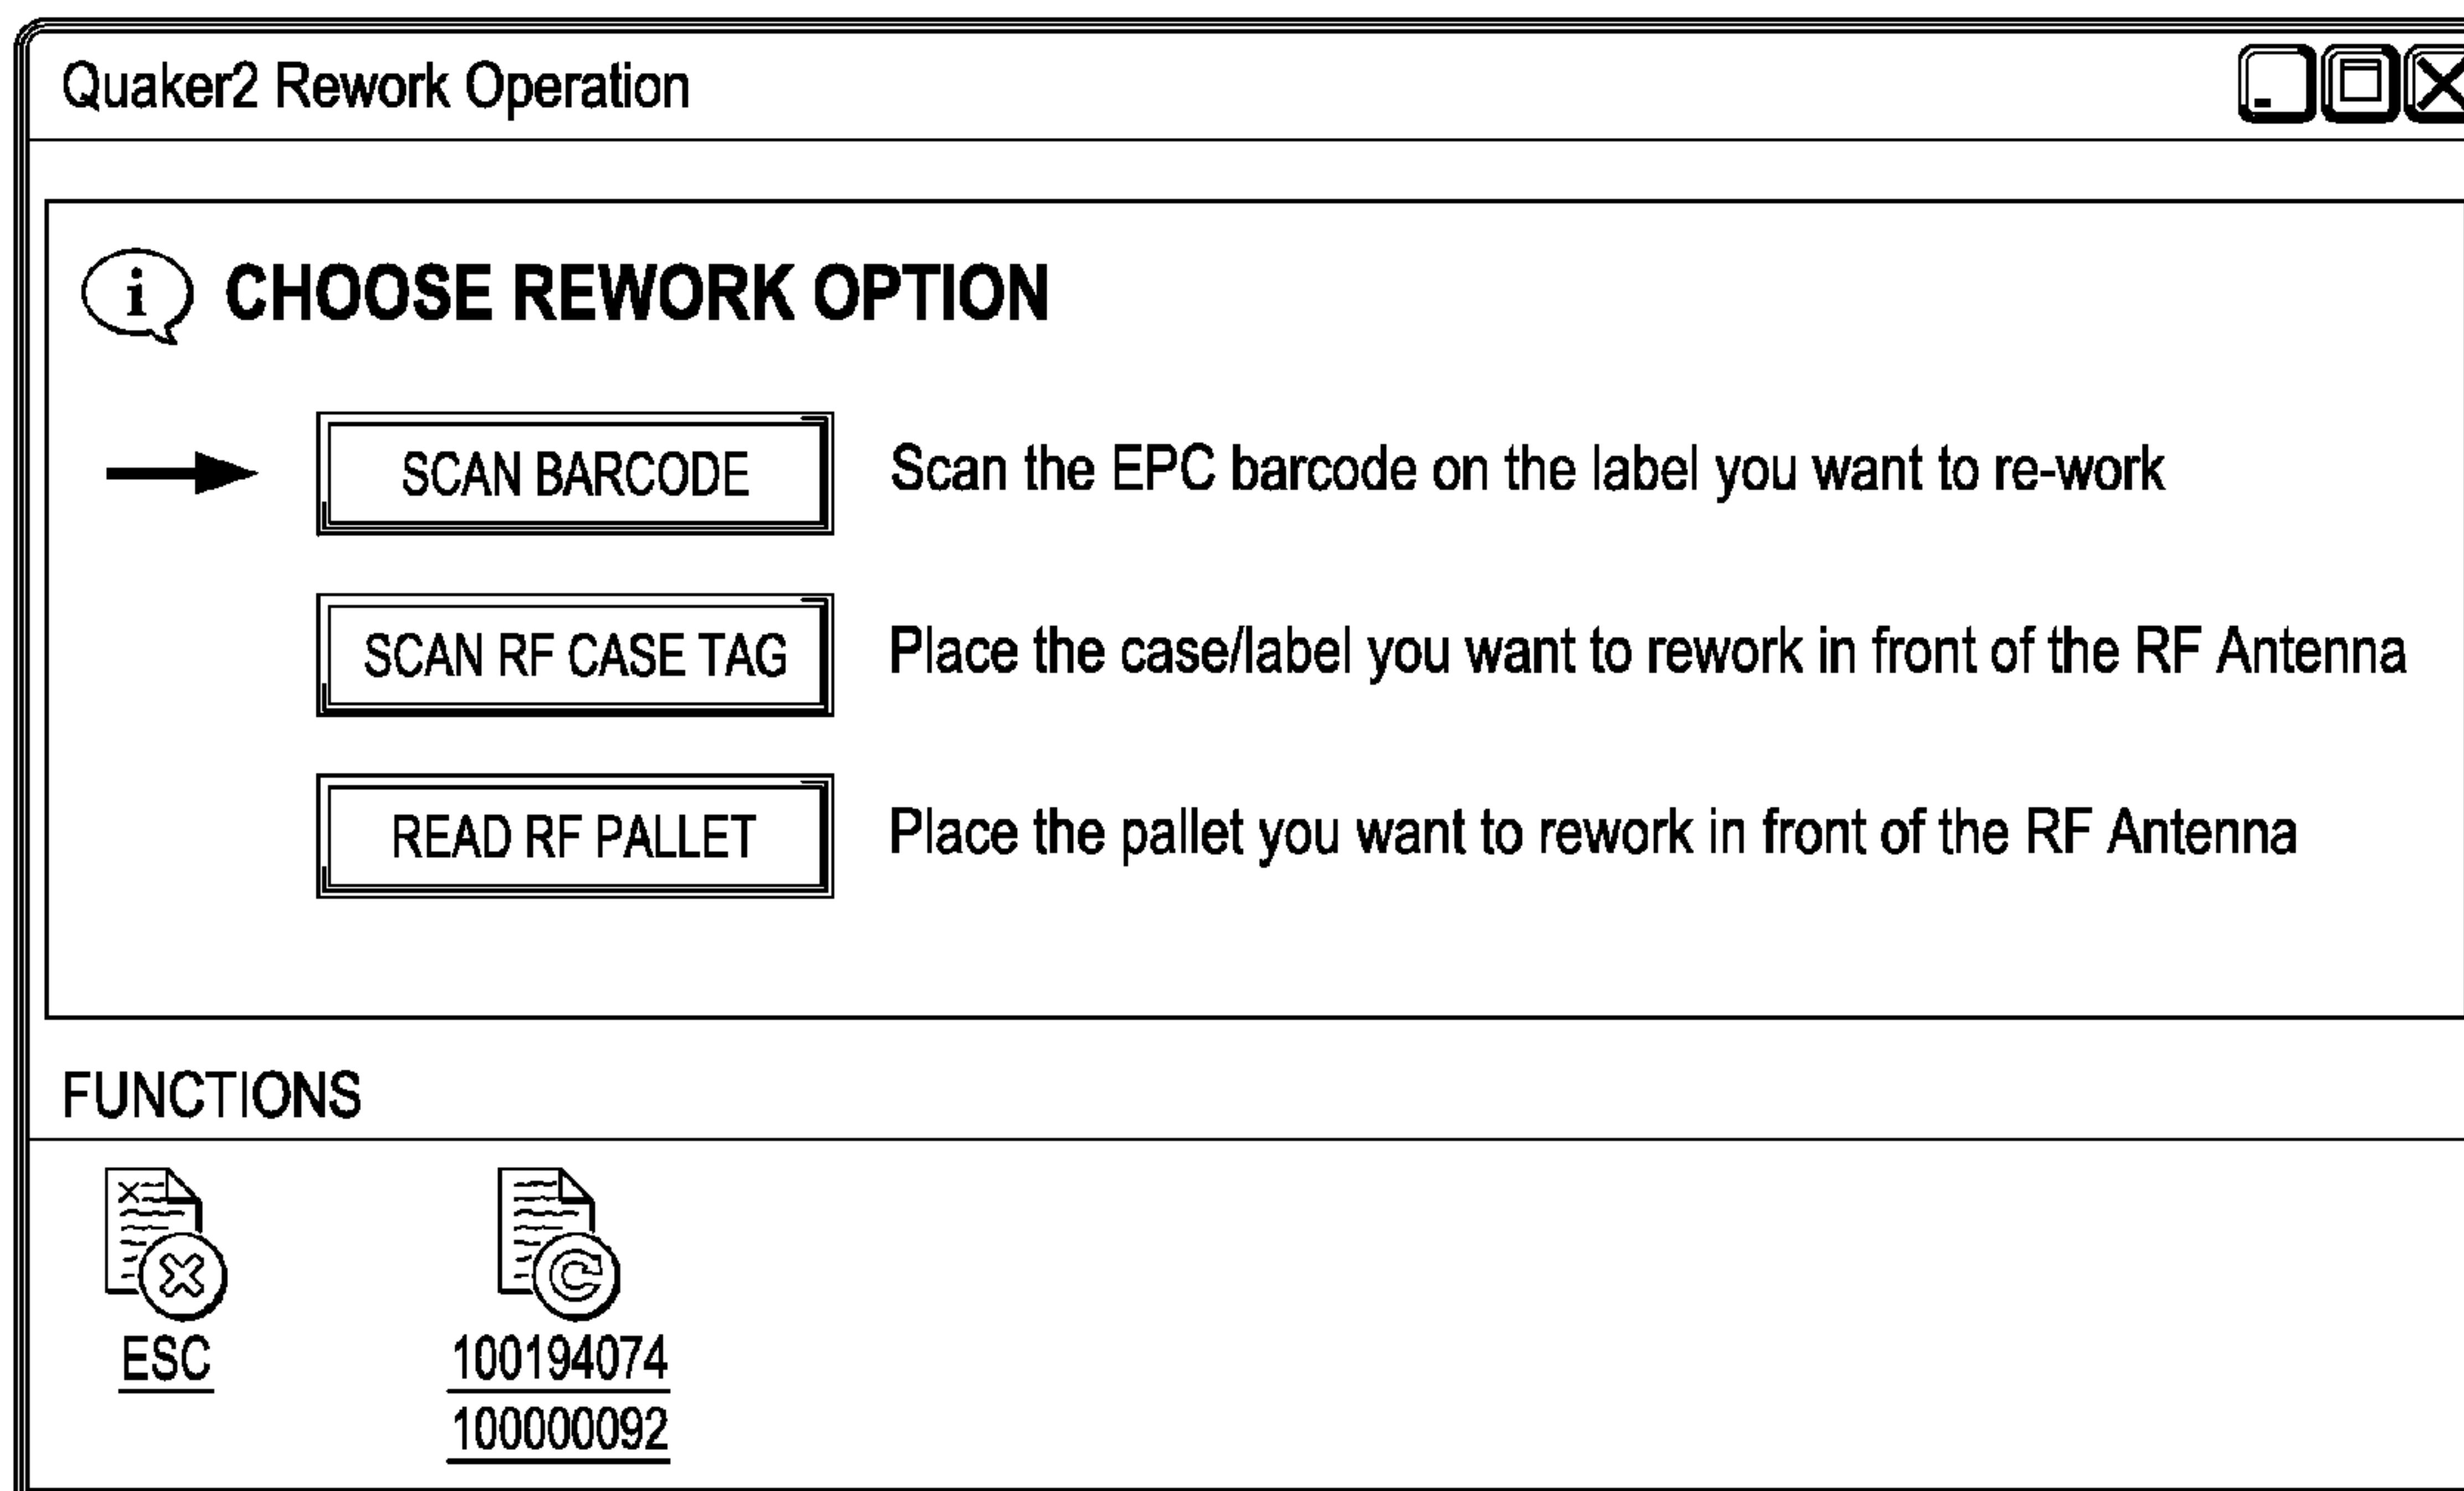 Quaker2 Rework Operation
i CHOOSE REWORK OPTION
SCAN BARCODE Scan the EPC barcode on the label you want to re-work
SCAN RF CASE TAG Place the case/label you want to rework in front of the RF Antenna
READ RF PALLET Place the pallet you want to rework in front of the RF Antenna
FUNCTIONS
ESC 100194074
100000092